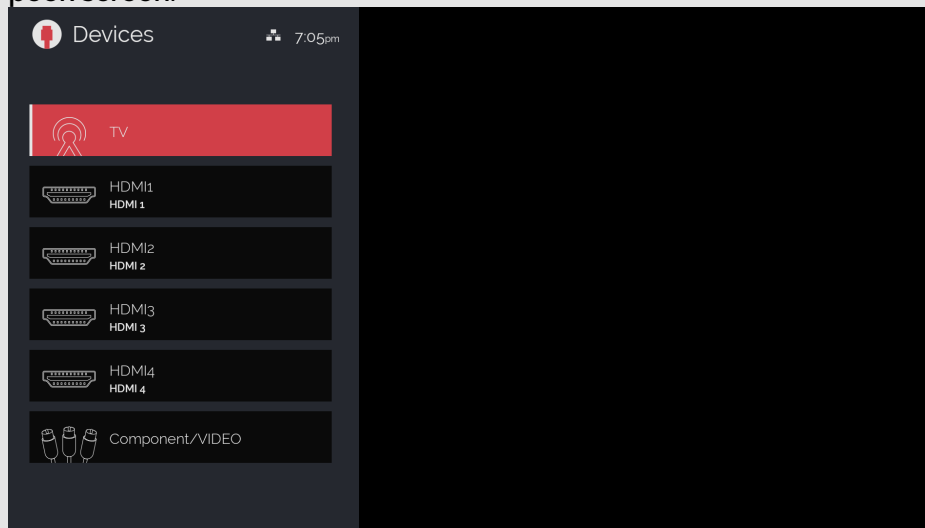 Devices
7:05pm
TV
HDMI1
HDMI 1
HDMI2
HDMI 2
HDMI3
HDMI 3
HDMI4
HDMI 4
Component/VIDEO